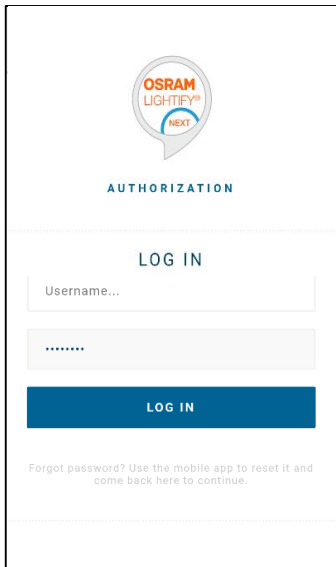 OSRAM
LIGHTIFY®
NEXT
AUTHORIZATION
LOG IN
Username...
••••••••
LOG IN
Forgot password? Use the mobile app to reset it and
come back here to continue.